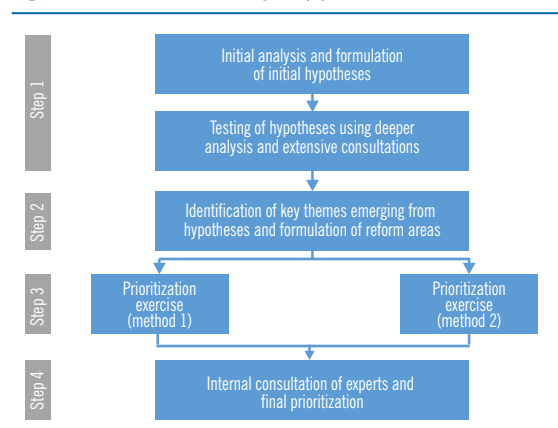 Step 1
Initial analysis and formulation
of initial hypotheses
Testing of hypotheses using deeper
analysis and extensive consultations
Step 2
Identification of key themes emerging from
hypotheses and formulation of reform areas
Step 3
Prioritization
exercise
(method 1)
Prioritization
exercise
(method 2)
Step 4
Internal consultation of experts and
final prioritization